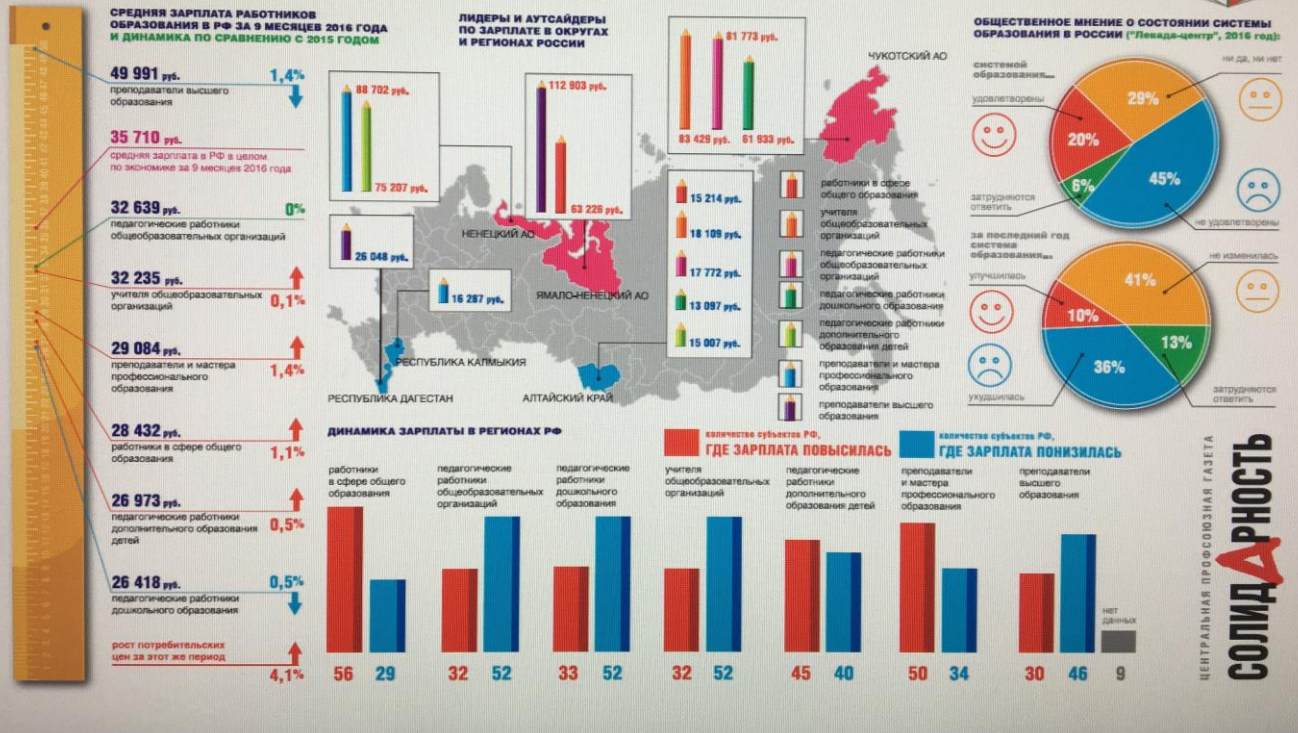 СРЕДНЯЯ ЗАРПЛАТА РАБОТНИКОВ
ОБРАЗОВАНИЯ В РФ ЗА 9 МЕСЯЦЕВ 2016 ГОДА
И ДИНАМИКА ПО СРАВНЕНИЮ С 2015 ГОДОМ
49 991 руб.
1,4%
преподаватели высшего
образования
35 710 руб.
средняя зарплата в РФ в целом
по экономике за 9 месяцев 2016 года
32 639 руб.
0%
педагогические работники
общеобразовательных организаций
32 235 руб.
учителя общеобразовательных
организаций
0,1%
29 084 руб.
преподаватели и мастера
профессионального
образования
1,4%
28 432 руб.
работники в сфере общего
образования
1,1%
26 973 руб.
педагогические работники
дополнительного образования
детей
0,5%
26 418 руб.
0,5%
педагогические работники
дошкольного образования
рост потребительских
цен за этот же период
4,1%
ЛИДЕРЫ И АУТСАЙДЕРЫ
ПО ЗАРПЛАТЕ В ОКРУГАХ
И РЕГИОНАХ РОССИИ
88 702 руб.
75 207 руб.
112 903 руб.
63 226 руб.
81 773 руб.
83 429 руб.
61 933 руб.
ЧУКОТСКИЙ АО
26 048 руб.
16 287 руб.
НЕНЕЦКИЙ АО
ЯМАЛО-НЕНЕЦКИЙ АО
РЕСПУБЛИКА КАЛМЫКИЯ
РЕСПУБЛИКА ДАГЕСТАН
АЛТАЙСКИЙ КРАЙ
15 214 руб.
18 109 руб.
17 772 руб.
13 097 руб.
15 007 руб.
работники в сфере
общего образования
учителя
общеобразовательных
организаций
педагогические работники
общеобразовательных
организаций
педагогические работники
дошкольного образования
педагогические работники
дополнительного
образования детей
преподаватели и мастера
профессионального
образования
преподаватели высшего
образования
ОБЩЕСТВЕННОЕ МНЕНИЕ О СОСТОЯНИИ СИСТЕМЫ
ОБРАЗОВАНИЯ В РОССИИ ("Левада-центр", 2016 год):
системой
образования...
ни да, ни нет
удовлетворены
затрудняются
ответить
не удовлетворены
29%
20%
6%
45%
за последний год
система
образования...
не изменилась
улучшилась
ухудшилась
затрудняются
ответить
41%
10%
13%
36%
ДИНАМИКА ЗАРПЛАТЫ В РЕГИОНАХ РФ
количество субъектов РФ,
ГДЕ ЗАРПЛАТА ПОВЫСИЛАСЬ
количество субъектов РФ,
ГДЕ ЗАРПЛАТА ПОНИЗИЛАСЬ
работники
в сфере общего
образования
педагогические
работники
общеобразовательных
организаций
педагогические
работники
дошкольного
образования
учителя
общеобразовательных
организаций
педагогические
работники
дополнительного
образования детей
преподаватели
и мастера
профессионального
образования
преподаватели
высшего
образования
нет
данных
56 29 32 52 33 52 32 52 45 40 50 34 30 46 9
ЦЕНТРАЛЬНАЯ ПРОФСОЮЗНАЯ ГАЗЕТА
СОЛИДАРНОСТЬ